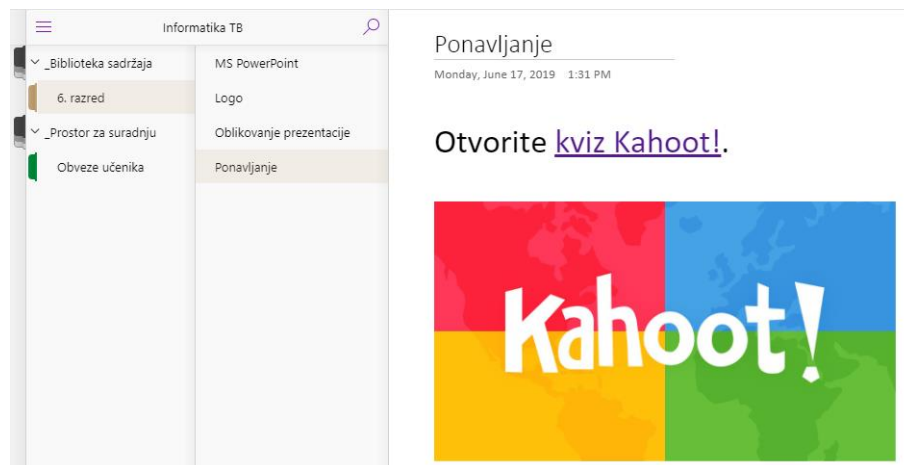 Informatika TB
_Biblioteka sadržaja
6. razred
_Prostor za suradnju
Obveze učenika
MS PowerPoint
Logo
Oblikovanje prezentacije
Ponavljanje
Ponavljanje
Monday, June 17, 2019 1:31 PM
Otvorite kviz Kahoot!.
Kahoot!